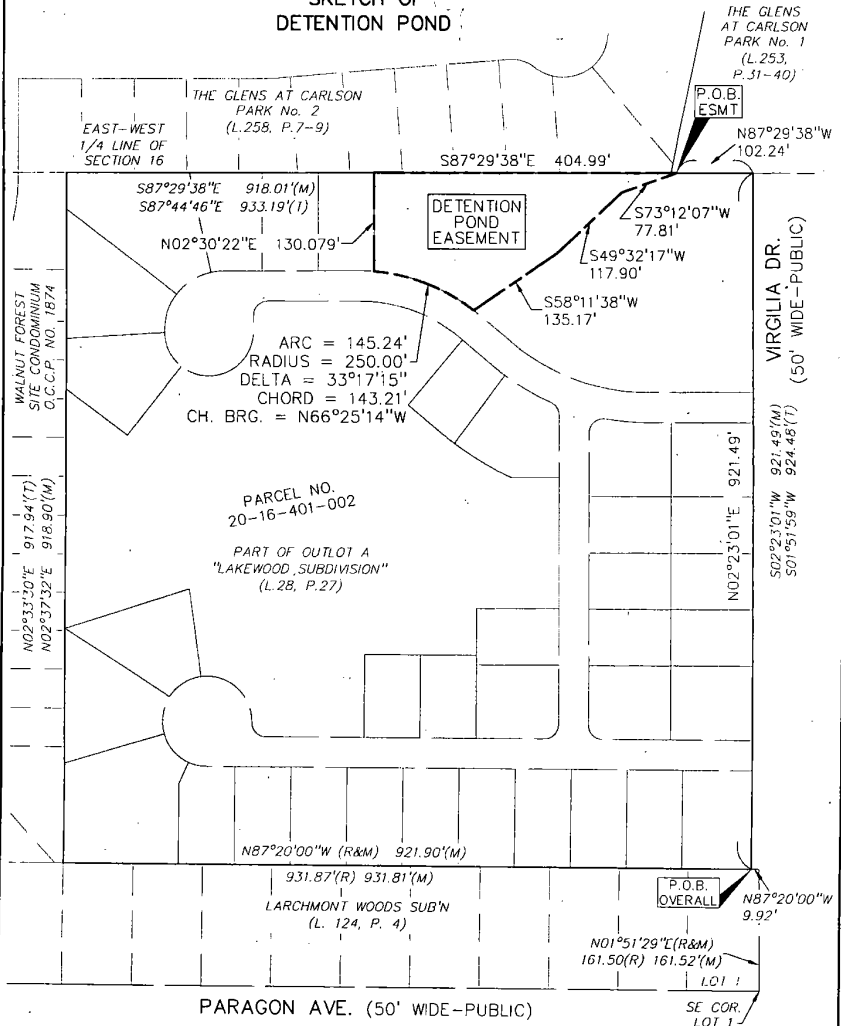 SKETCH OF
DETENTION POND
THE GLENS
AT CARLSON
PARK No. 1
(L.253,
P.31-40)
THE GLENS AT CARLSON
PARK No. 2
(L.258, P.7-9)
P.O.B.
ESMT
N87°29'38"W
102.24'
EAST-WEST
1/4 LINE OF
SECTION 16
S87°29'38"E 404.99'
S87°29'38"E 918.01'(M)
S87°44'46"E 933.19'(T)
N02°30'22"E 130.079'
DETENTION
POND
EASEMENT
S73°12'07"W
77.81'
S49°32'17"W
117.90'
S58°11'38"W
135.17'
VIRGILIA DR.
(50' WIDE-PUBLIC)
WALNUT FOREST
SITE CONDOMINIUM
O.C.C.P. NO. 1874
ARC = 145.24'
RADIUS = 250.00'
DELTA = 33°17'15"
CHORD = 143.21'
CH. BRG. = N66°25'14"W
PARCEL NO.
20-16-401-002
PART OF OUTLOT A
"LAKEWOOD SUBDIVISION"
(L.28, P.27)
N02°23'01"E 921.49'
S02°23'01"W 921.49'(M)
S01°51'59"W 924.48'(T)
N02°33'30"E 917.94'(T)
N02°37'32"E 918.90'(M)
N87°20'00"W (R&M) 921.90'(M)
931.87'(R) 931.81'(M)
LARCHMONT WOODS SUB'N
(L. 124, P. 4)
P.O.B.
OVERALL
N87°20'00"W
9.92'
N01°51'29"E(R&M)
161.50(R) 161.52'(M)
LOT 1
PARAGON AVE. (50' WIDE-PUBLIC)
SE COR.
LOT 1